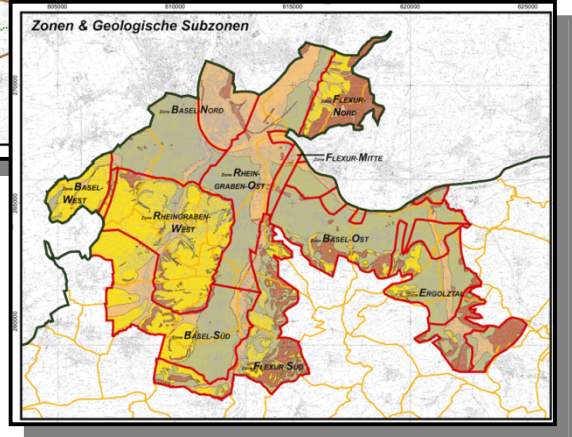 605000 610000 615000 620000 625000
Zonen & Geologische Subzonen
270000
Zone FLEXUR-
NORD
Zone BASEL-NORD
Zone FLEXUR-MITTE
Zone RHEIN-
GRABEN-OST
Zone BASEL-
WEST
260000
Zone RHEINGRABEN-
WEST
Zone BASEL-OST
Zone ERGOLZTAL
Zone BASEL-SÜD
Zone FLEXUR-SÜD